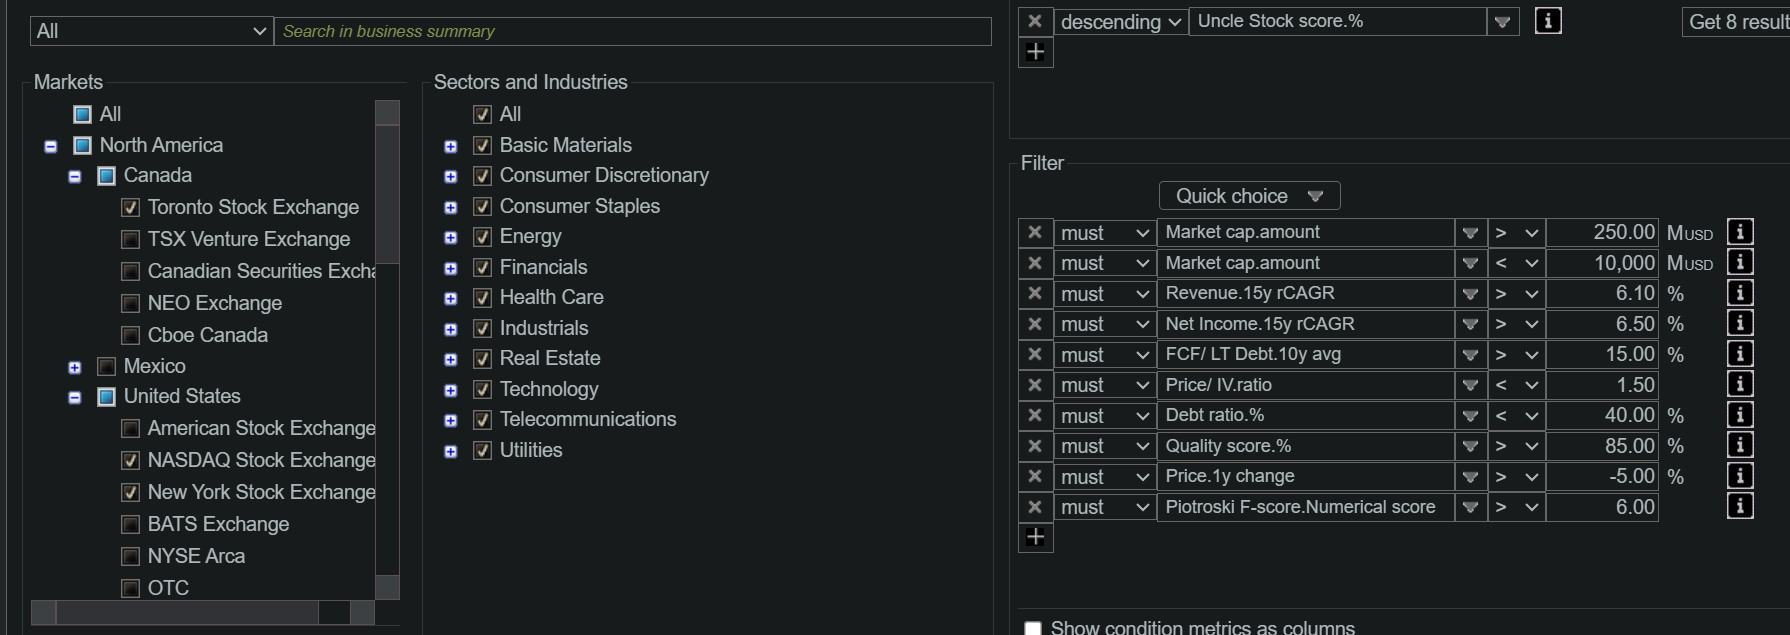 All
Search in business summary
Markets
All
North America
Canada
Toronto Stock Exchange
TSX Venture Exchange
Canadian Securities Excha
NEO Exchange
Cboe Canada
Mexico
United States
American Stock Exchange
NASDAQ Stock Exchange
New York Stock Exchange
BATS Exchange
NYSE Arca
OTC
Sectors and Industries
All
Basic Materials
Consumer Discretionary
Consumer Staples
Energy
Financials
Health Care
Industrials
Real Estate
Technology
Telecommunications
Utilities
descending Uncle Stock score.% i Get 8 result
Filter
Quick choice
must Market cap.amount > 250.00 MUSD i
must Market cap.amount < 10,000 MUSD i
must Revenue.15y rCAGR > 6.10 % i
must Net Income.15y rCAGR > 6.50 % i
must FCF/ LT Debt.10y avg > 15.00 % i
must Price/ IV.ratio < 1.50 i
must Debt ratio.% < 40.00 % i
must Quality score.% > 85.00 % i
must Price.1y change > -5.00 % i
must Piotroski F-score.Numerical score > 6.00 i
Show condition metrics as columns